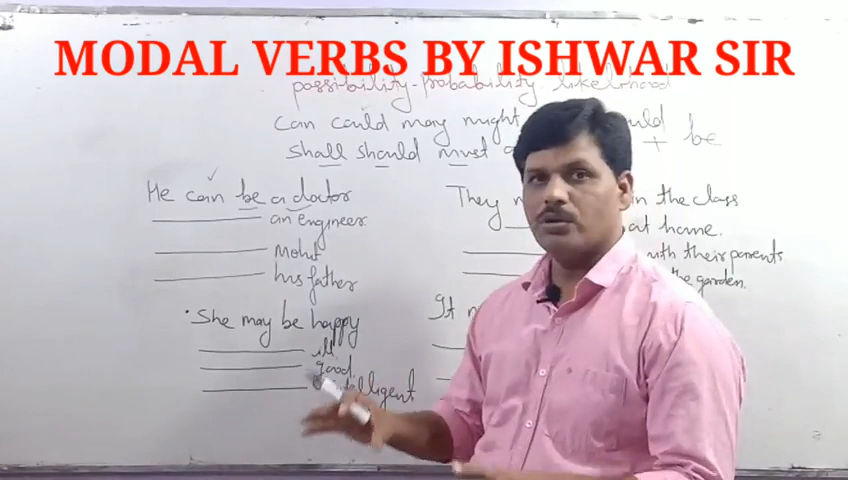 MODAL VERBS BY ISHWAR SIR
possibility - probability likelihood
can could may might
shall should must + be
He can be a doctor
an engineer
Mohit
his father
They in the class
at home.
with their parents
the garden.
• She may be happy
ill.
good.
intelligent
It